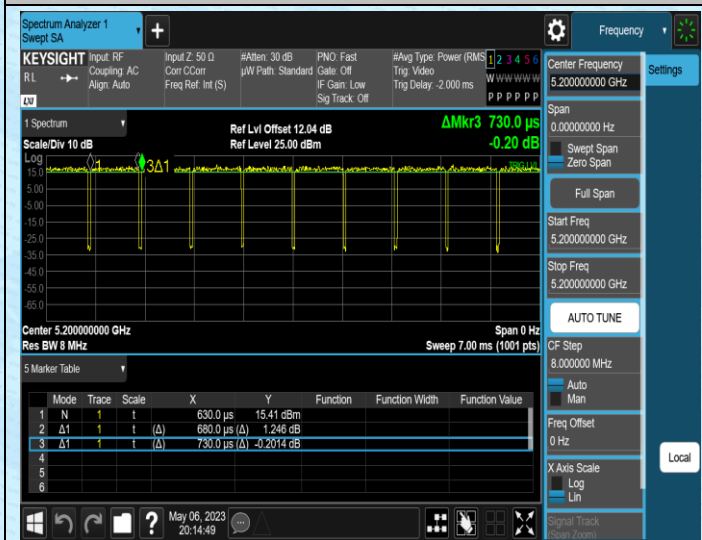 Spectrum Analyzer 1
Swept SA
Frequency
KEYSIGHT
RL
LXI
Input: RF
Coupling: AC
Align: Auto
Input Z: 50 Ω
Corr CCorr
Freq Ref: Int (S)
#Atten: 30 dB
µW Path: Standard
PNO: Fast
Gate: Off
IF Gain: Low
Sig Track: Off
#Avg Type: Power (RMS
Trig: Video
Trig Delay: -2.000 ms
1 2 3 4 5 6
W W W W W W
P P P P P P
1 Spectrum
Scale/Div 10 dB
Log
Ref Lvl Offset 12.04 dB
Ref Level 25.00 dBm
ΔMkr3 730.0 µs
-0.20 dB
1
3Δ1
TRIG LVL
15.0
5.00
-5.00
-15.0
-25.0
-35.0
-45.0
-55.0
-65.0
Center 5.200000000 GHz
Span 0 Hz
Res BW 8 MHz
Sweep 7.00 ms (1001 pts)
5 Marker Table
Mode Trace Scale X Y Function Function Width Function Value
1 N 1 t 630.0 µs 15.41 dBm
2 Δ1 1 t (Δ) 680.0 µs (Δ) 1.246 dB
3 Δ1 1 t (Δ) 730.0 µs (Δ) -0.2014 dB
4
5
6
May 06, 2023
20:14:49
Center Frequency
5.200000000 GHz
Settings
Span
0.00000000 Hz
Swept Span
Zero Span
Full Span
Start Freq
5.200000000 GHz
Stop Freq
5.200000000 GHz
AUTO TUNE
CF Step
8.000000 MHz
Auto
Man
Freq Offset
0 Hz
X Axis Scale
Log
Lin
Local
Signal Track
(Span Zoom)